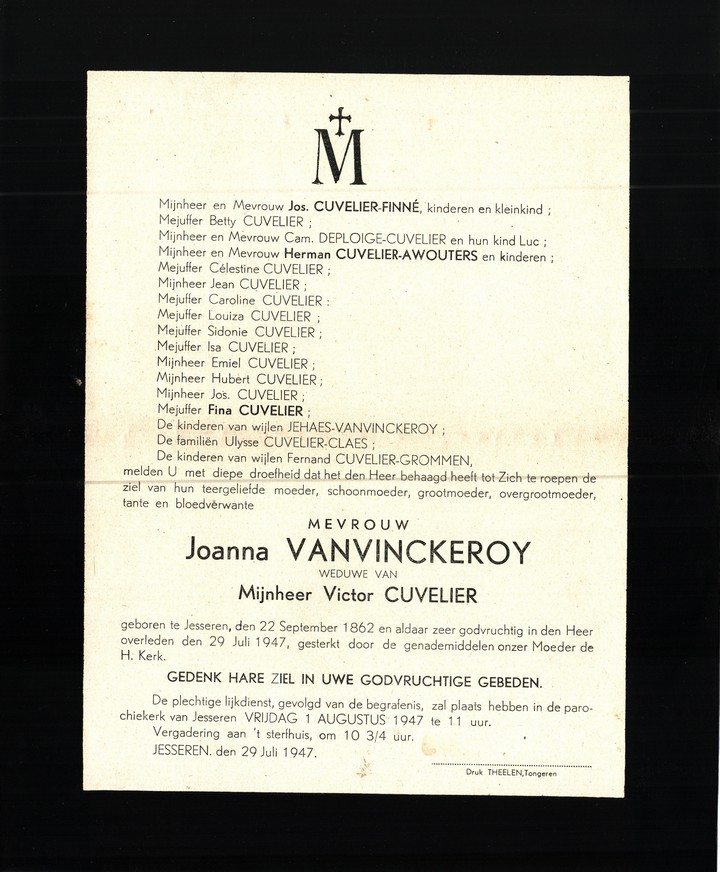 M
Mijnheer en Mevrouw Jos. CUVELIER-FINNÉ, kinderen en kleinkind ;
Mejuffer Betty CUVELIER ;
Mijnheer en Mevrouw Cam. DEPLOIGE-CUVELIER en hun kind Luc ;
Mijnheer en Mevrouw Herman CUVELIER-AWOUTERS en kinderen ;
Mejuffer Célestine CUVELIER ;
Mijnheer Jean CUVELIER ;
Mejuffer Caroline CUVELIER :
Mejuffer Louiza CUVELIER ;
Mejuffer Sidonie CUVELIER ;
Mejuffer Isa CUVELIER ;
Mijnheer Emiel CUVELIER ;
Mijnheer Hubert CUVELIER ;
Mijnheer Jos. CUVELIER ;
Mejuffer Fina CUVELIER ;
De kinderen van wijlen JEHAES-VANVINCKEROY ;
De familiën Ulysse CUVELIER-CLAES ;
De kinderen van wijlen Fernand CUVELIER-GROMMEN,
melden U met diepe droefheid dat het den Heer behaagd heeft tot Zich te roepen de
ziel van hun teergeliefde moeder, schoonmoeder, grootmoeder, overgrootmoeder,
tante en bloedverwante
MEVROUW
Joanna VANVINCKEROY
WEDUWE VAN
Mijnheer Victor CUVELIER
geboren te Jesseren, den 22 September 1862 en aldaar zeer godvruchtig in den Heer
overleden den 29 Juli 1947, gesterkt door de genademiddelen onzer Moeder de
H. Kerk.
GEDENK HARE ZIEL IN UWE GODVRUCHTIGE GEBEDEN.
De plechtige lijkdienst, gevolgd van de begrafenis, zal plaats hebben in de paro-
chiekerk van Jesseren VRIJDAG 1 AUGUSTUS 1947 te 11 uur.
Vergadering aan 't sterfhuis, om 10 3/4 uur.
JESSEREN. den 29 Juli 1947.
Druk THEELEN, Tongeren